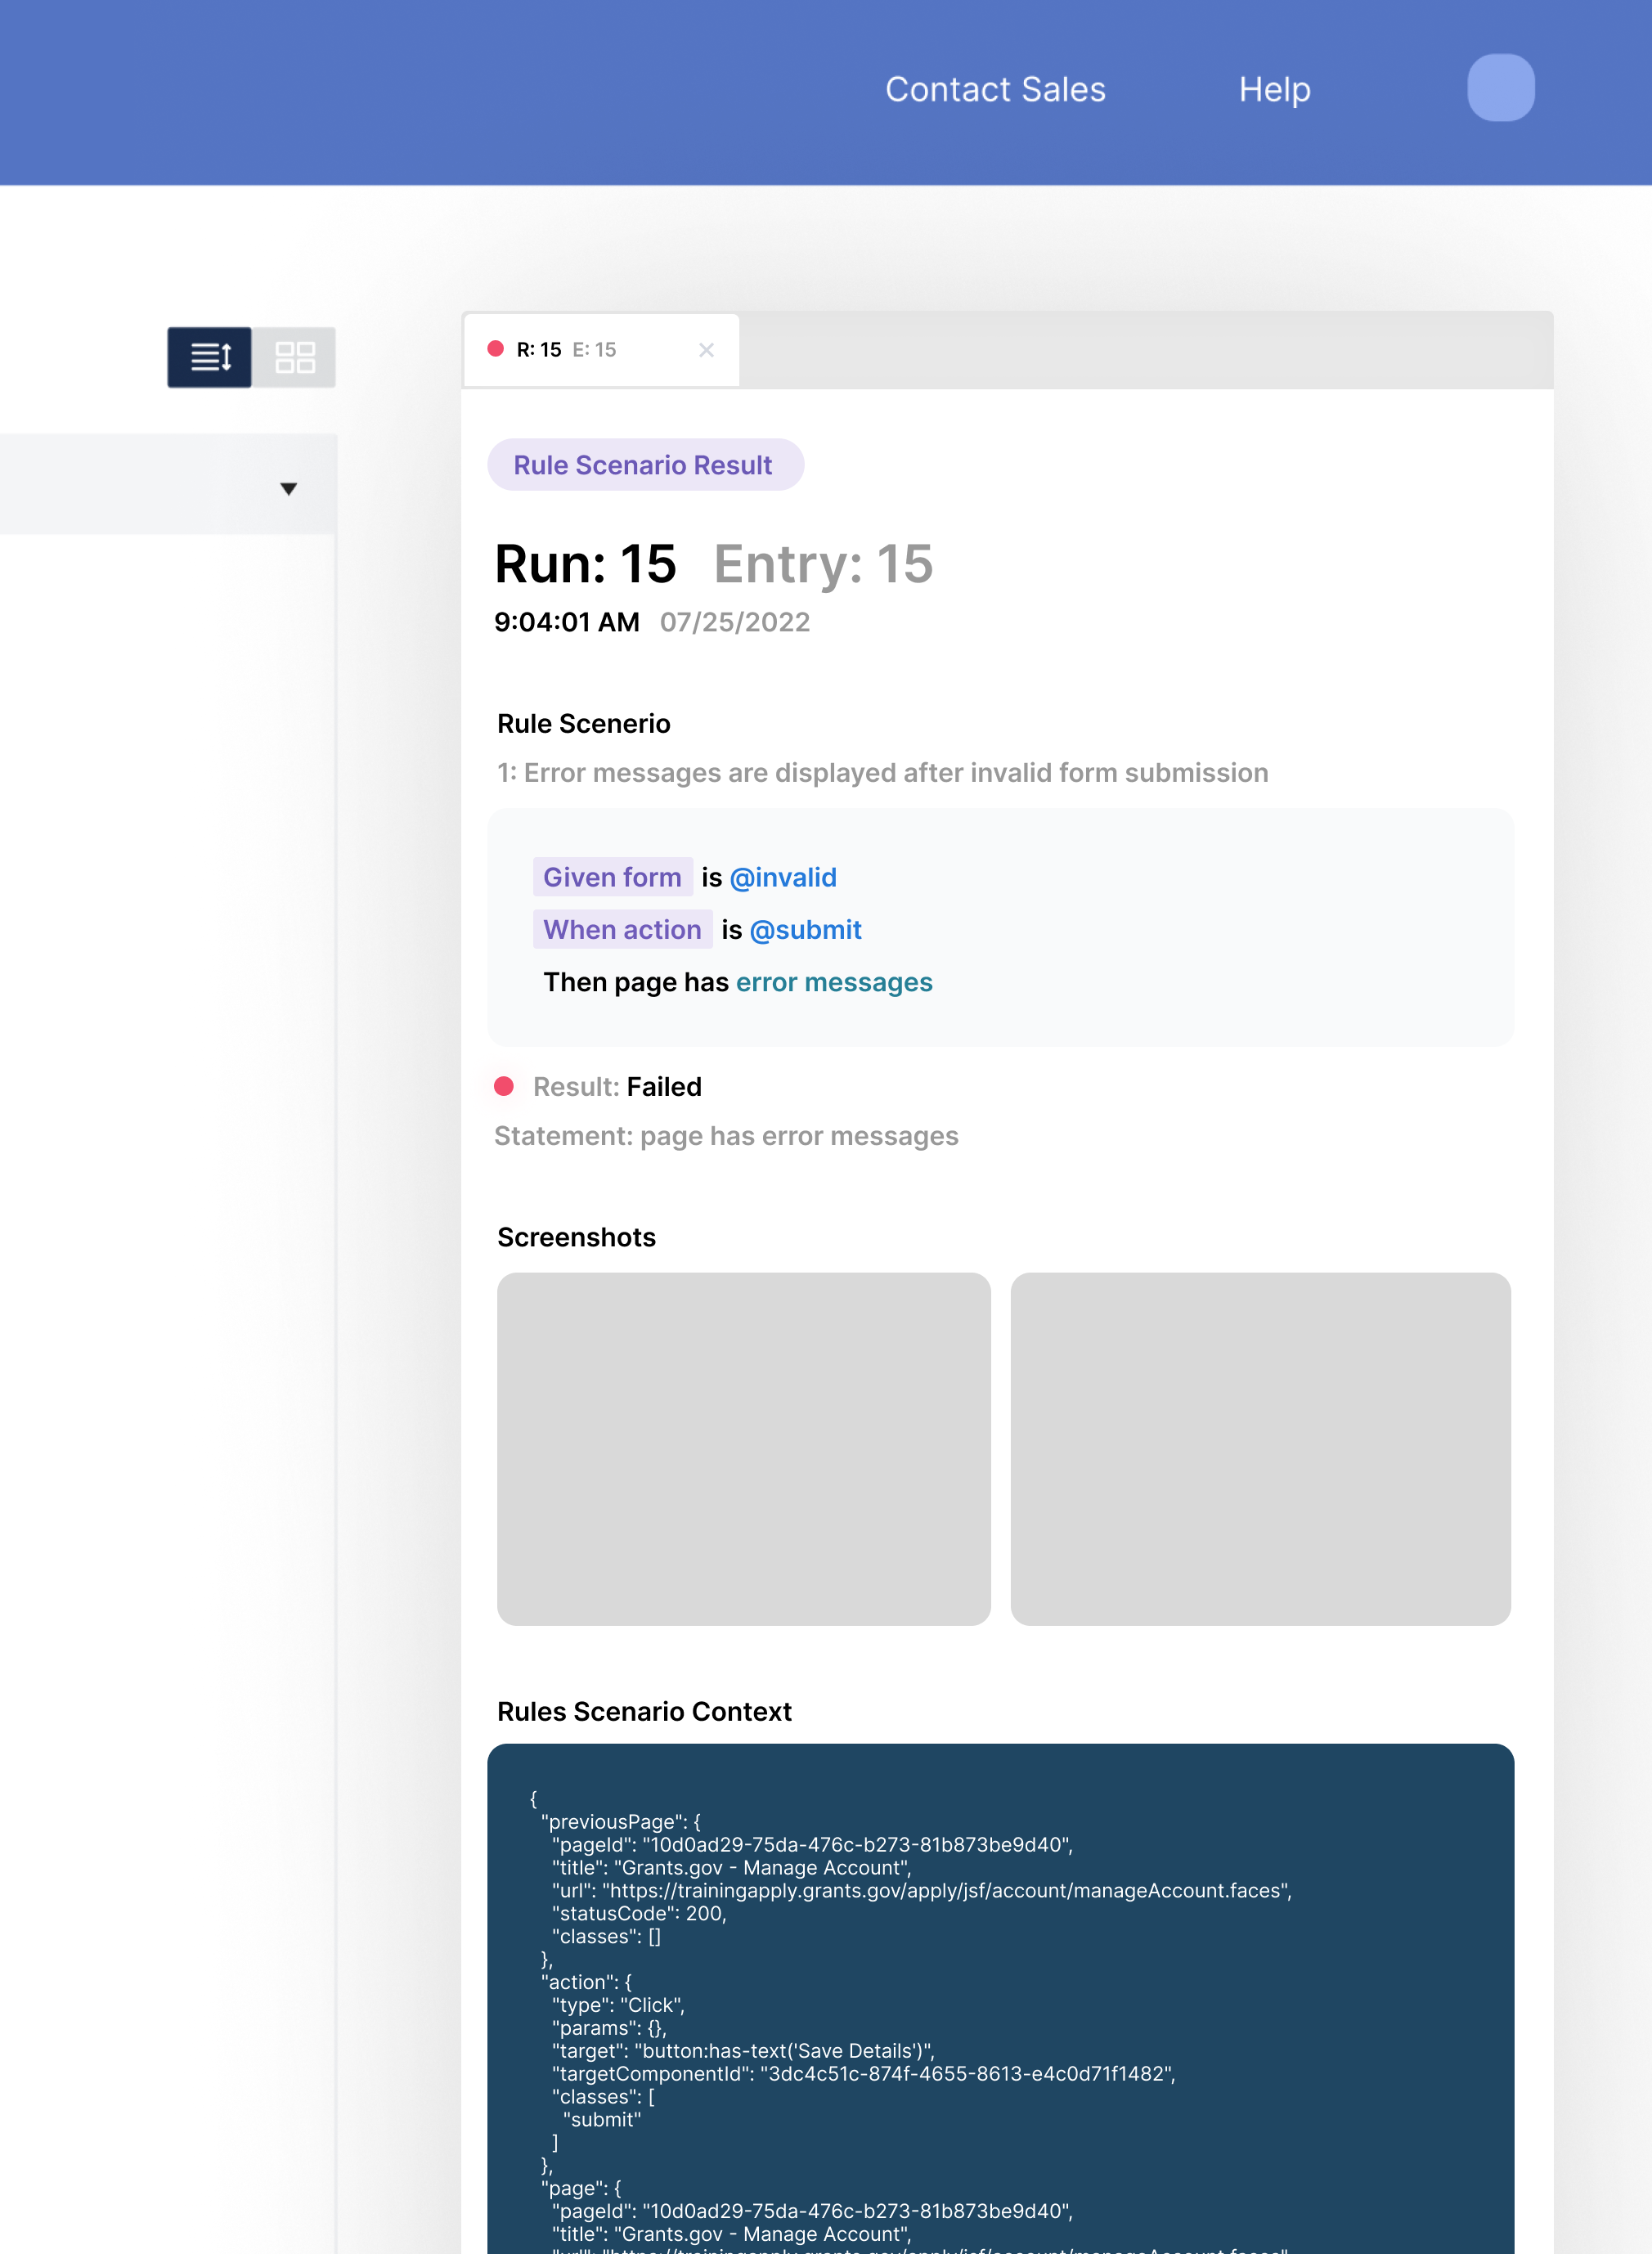 Contact Sales Help
R: 15 E: 15
Rule Scenario Result
Run: 15 Entry: 15
9:04:01 AM 07/25/2022
Rule Scenerio
1: Error messages are displayed after invalid form submission
Given form is @invalid
When action is @submit
Then page has error messages
Result: Failed
Statement: page has error messages
Screenshots
Rules Scenario Context
{
"previousPage": {
"pageId": "10d0ad29-75da-476c-b273-81b873be9d40",
"title": "Grants.gov - Manage Account",
"url": "https://trainingapply.grants.gov/apply/jsf/account/manageAccount.faces",
"statusCode": 200,
"classes": []
},
"action": {
"type": "Click",
"params": {},
"target": "button:has-text('Save Details')",
"targetComponentId": "3dc4c51c-874f-4655-8613-e4c0d71f1482",
"classes": [
"submit"
]
},
"page": {
"pageId": "10d0ad29-75da-476c-b273-81b873be9d40",
"title": "Grants.gov - Manage Account",